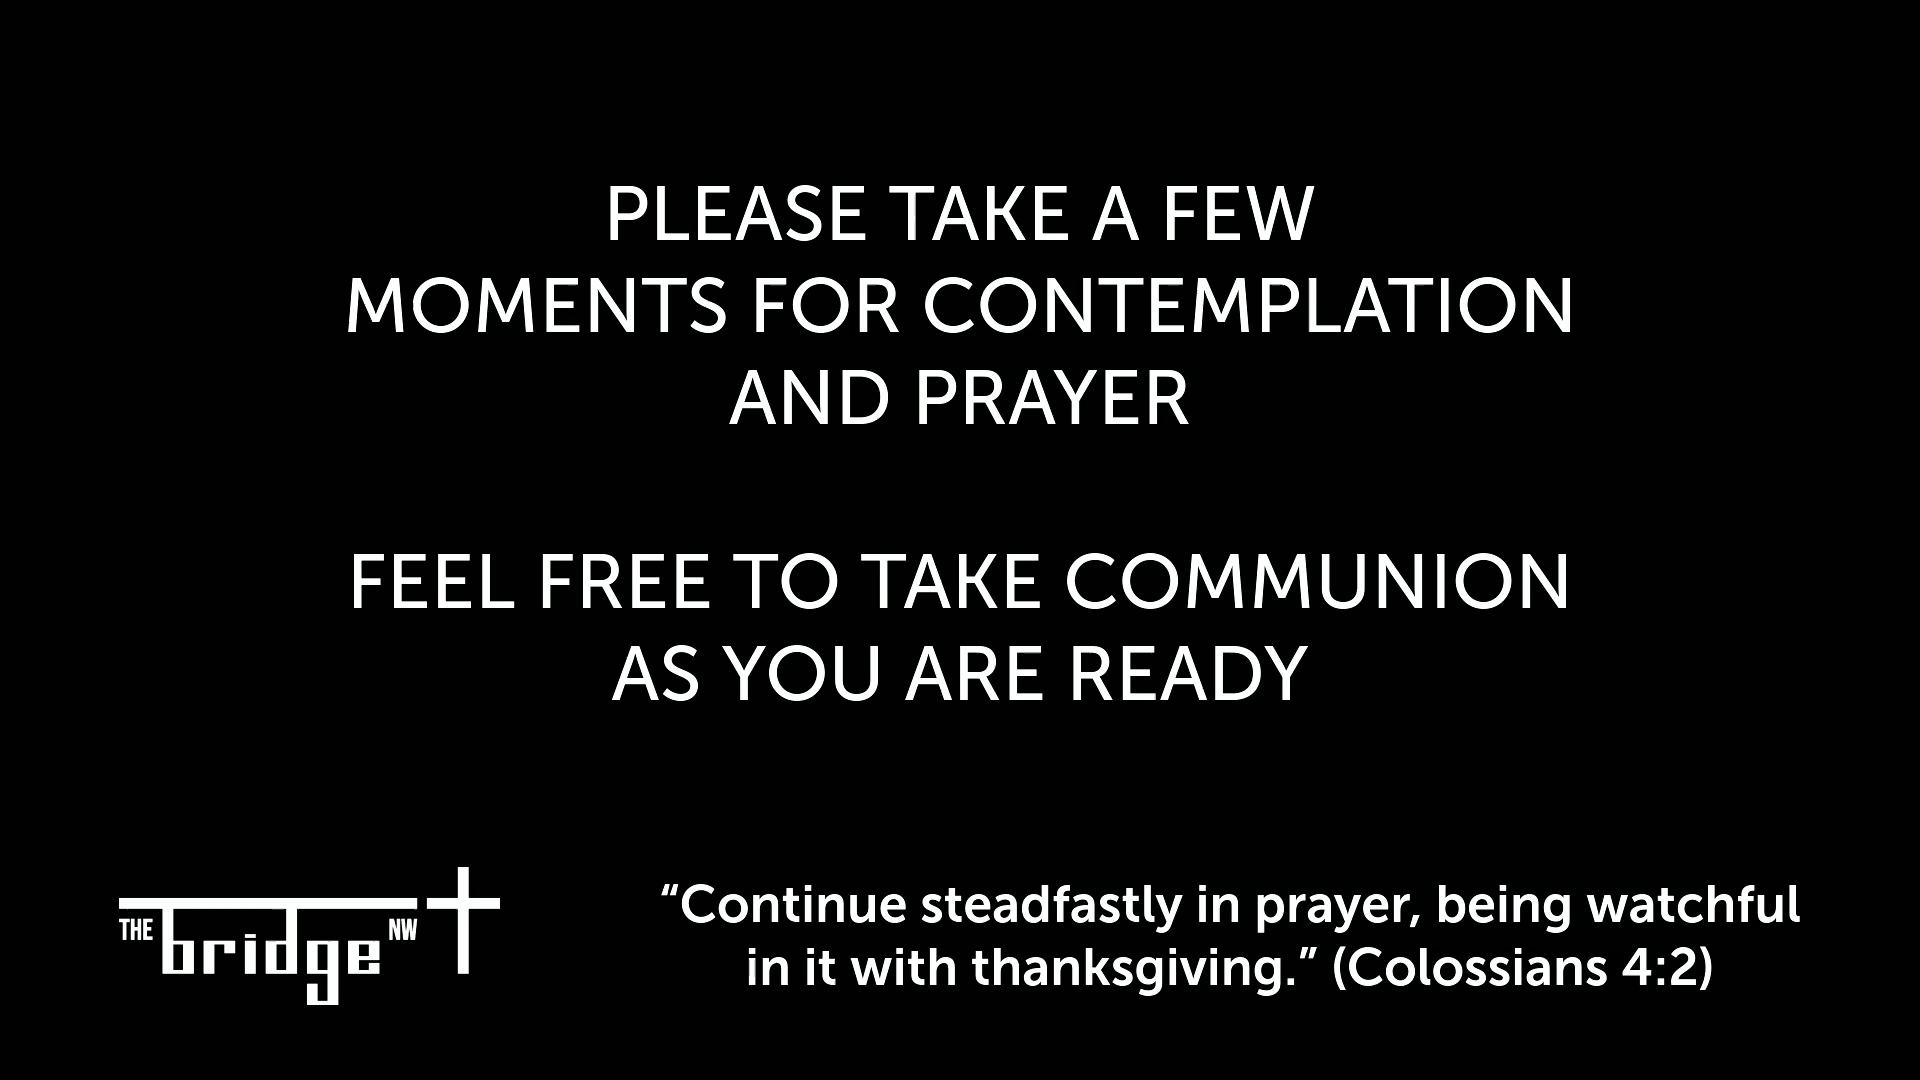 PLEASE TAKE A FEW
MOMENTS FOR CONTEMPLATION
AND PRAYER
FEEL FREE TO TAKE COMMUNION
AS YOU ARE READY
THE bridge NW
“Continue steadfastly in prayer, being watchful
in it with thanksgiving.” (Colossians 4:2)